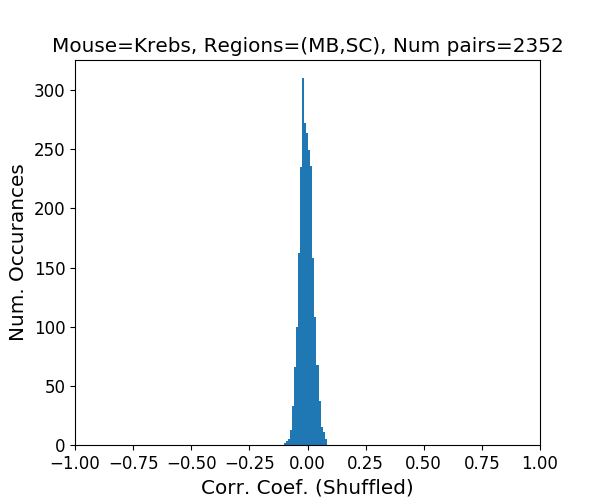 Mouse=Krebs, Regions=(MB,SC), Num pairs=2352
300
250
200
150
100
50
0
Num. Occurances
−1.00 −0.75 −0.50 −0.25 0.00 0.25 0.50 0.75 1.00
Corr. Coef. (Shuffled)